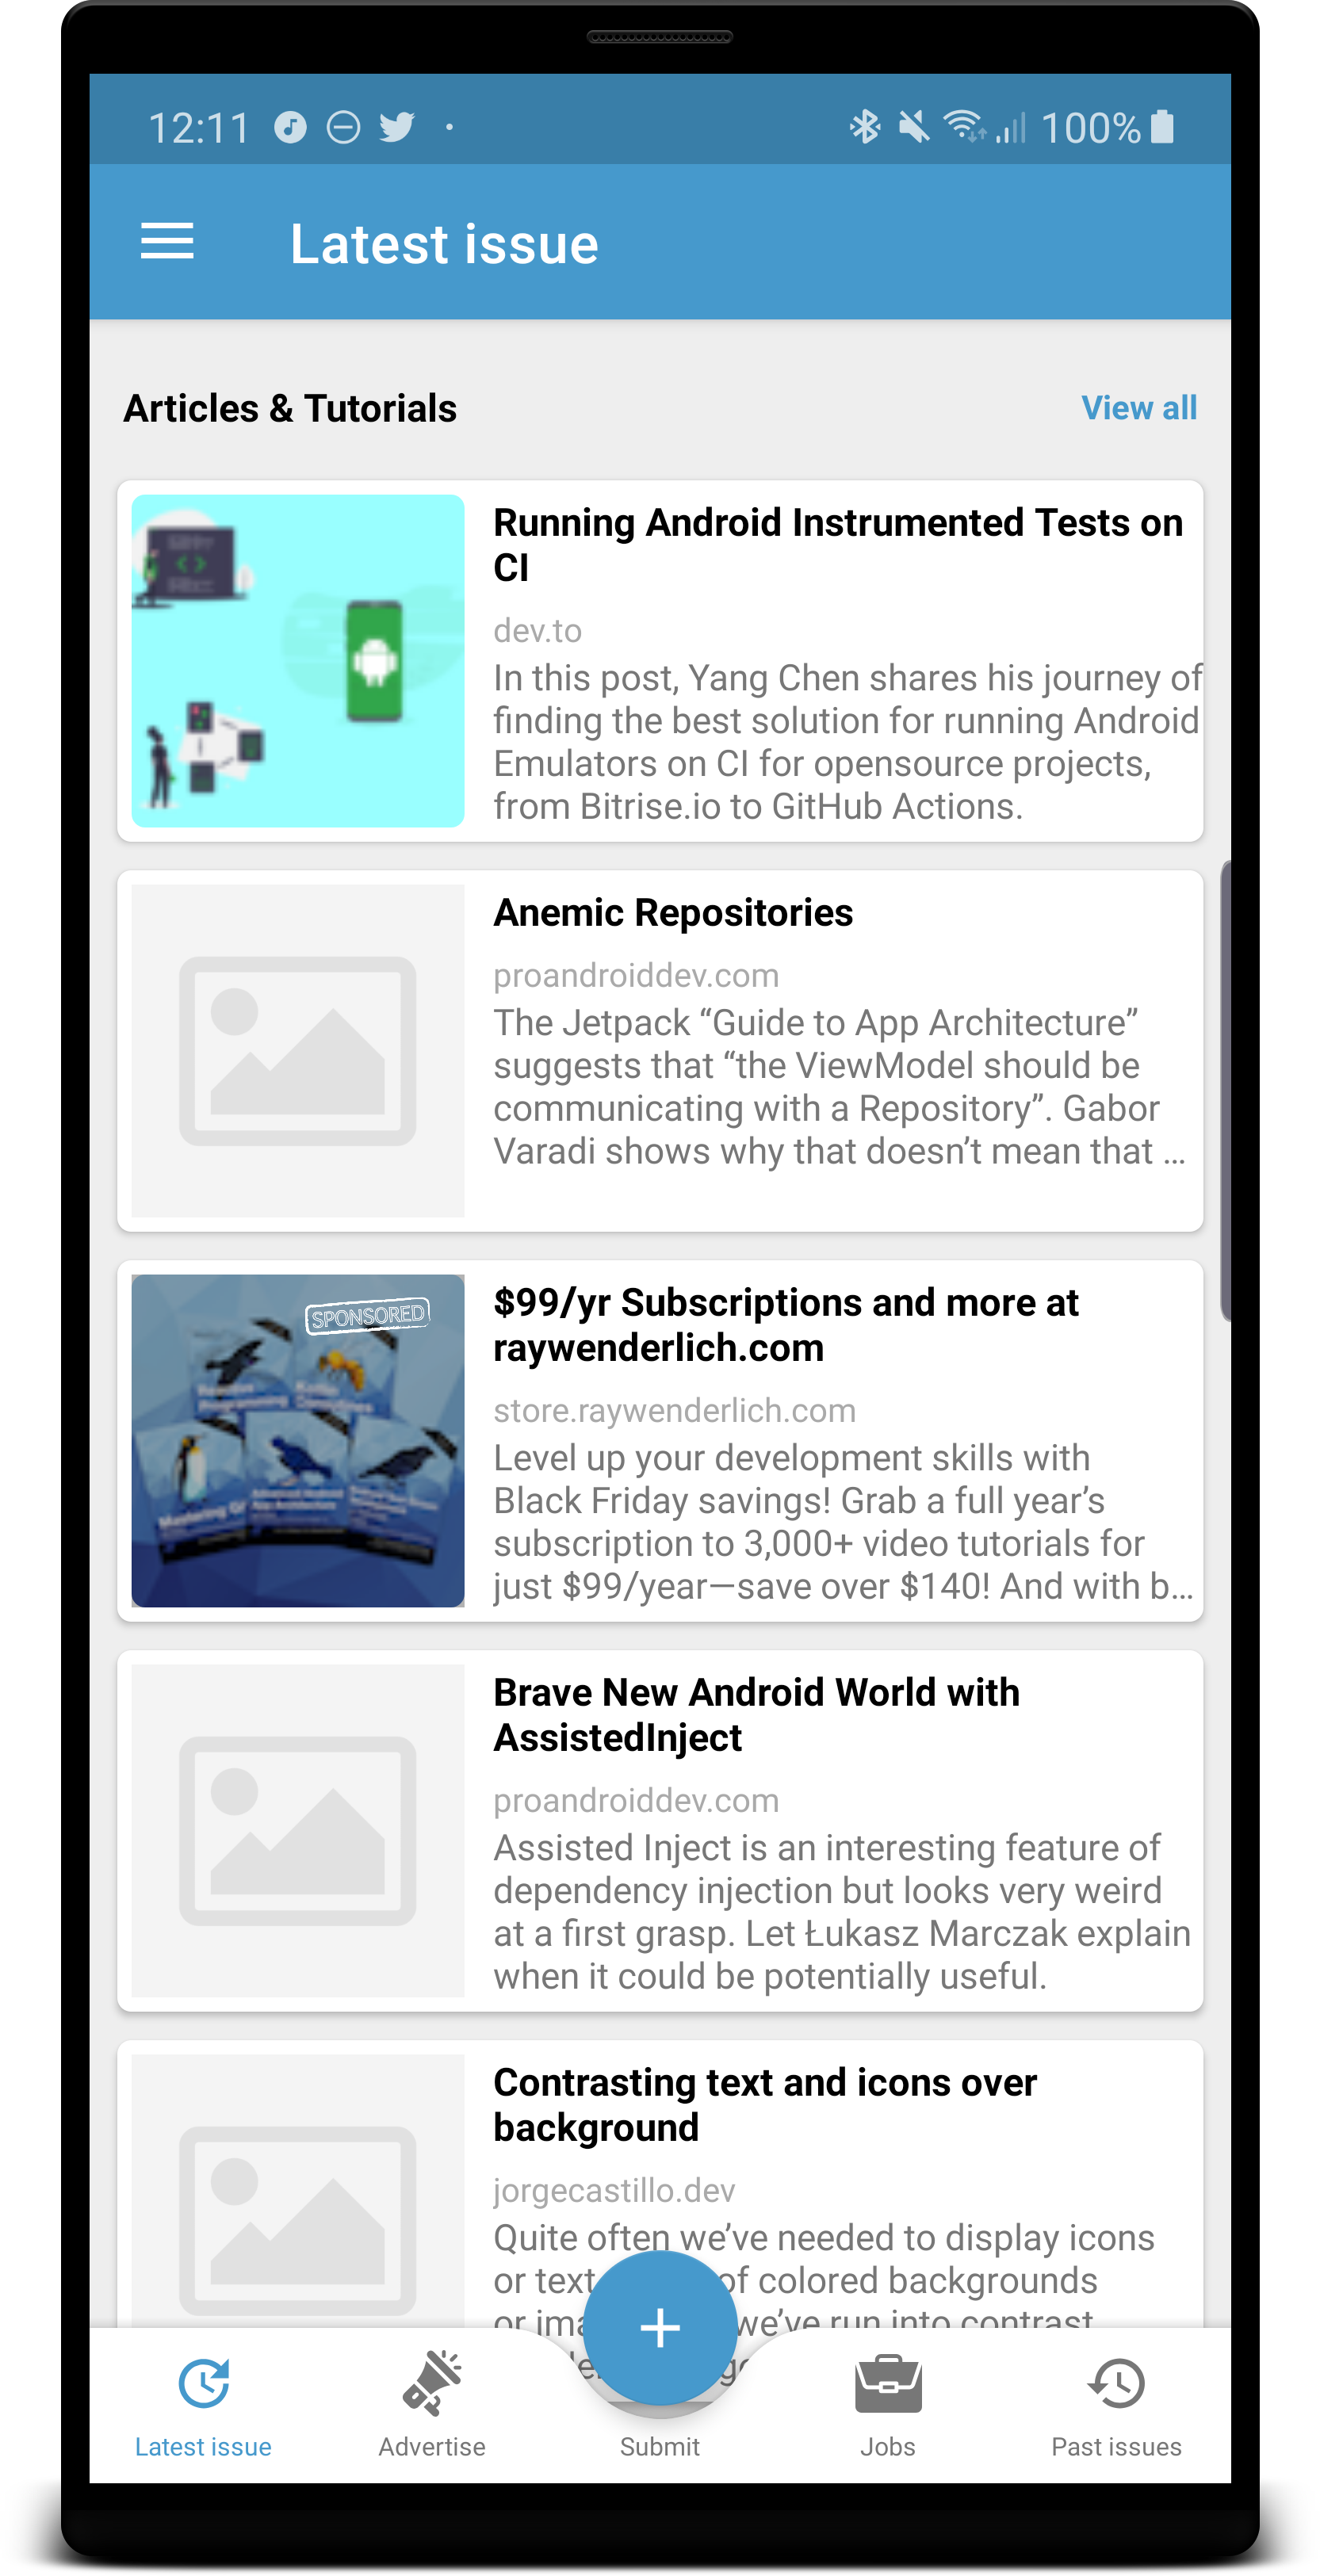 12:11
100%
Latest issue
Articles & Tutorials
View all
Running Android Instrumented Tests on
CI
dev.to
In this post, Yang Chen shares his journey of
finding the best solution for running Android
Emulators on CI for opensource projects,
from Bitrise.io to GitHub Actions.
Anemic Repositories
proandroiddev.com
The Jetpack “Guide to App Architecture”
suggests that “the ViewModel should be
communicating with a Repository”. Gabor
Varadi shows why that doesn’t mean that ...
SPONSORED
$99/yr Subscriptions and more at
raywenderlich.com
store.raywenderlich.com
Level up your development skills with
Black Friday savings! Grab a full year’s
subscription to 3,000+ video tutorials for
just $99/year—save over $140! And with b...
Brave New Android World with
AssistedInject
proandroiddev.com
Assisted Inject is an interesting feature of
dependency injection but looks very weird
at a first grasp. Let Łukasz Marczak explain
when it could be potentially useful.
Contrasting text and icons over
background
jorgecastillo.dev
Quite often we’ve needed to display icons
or text of colored backgrounds
or we’ve run into contrast
Latest issue
Advertise
Submit
Jobs
Past issues